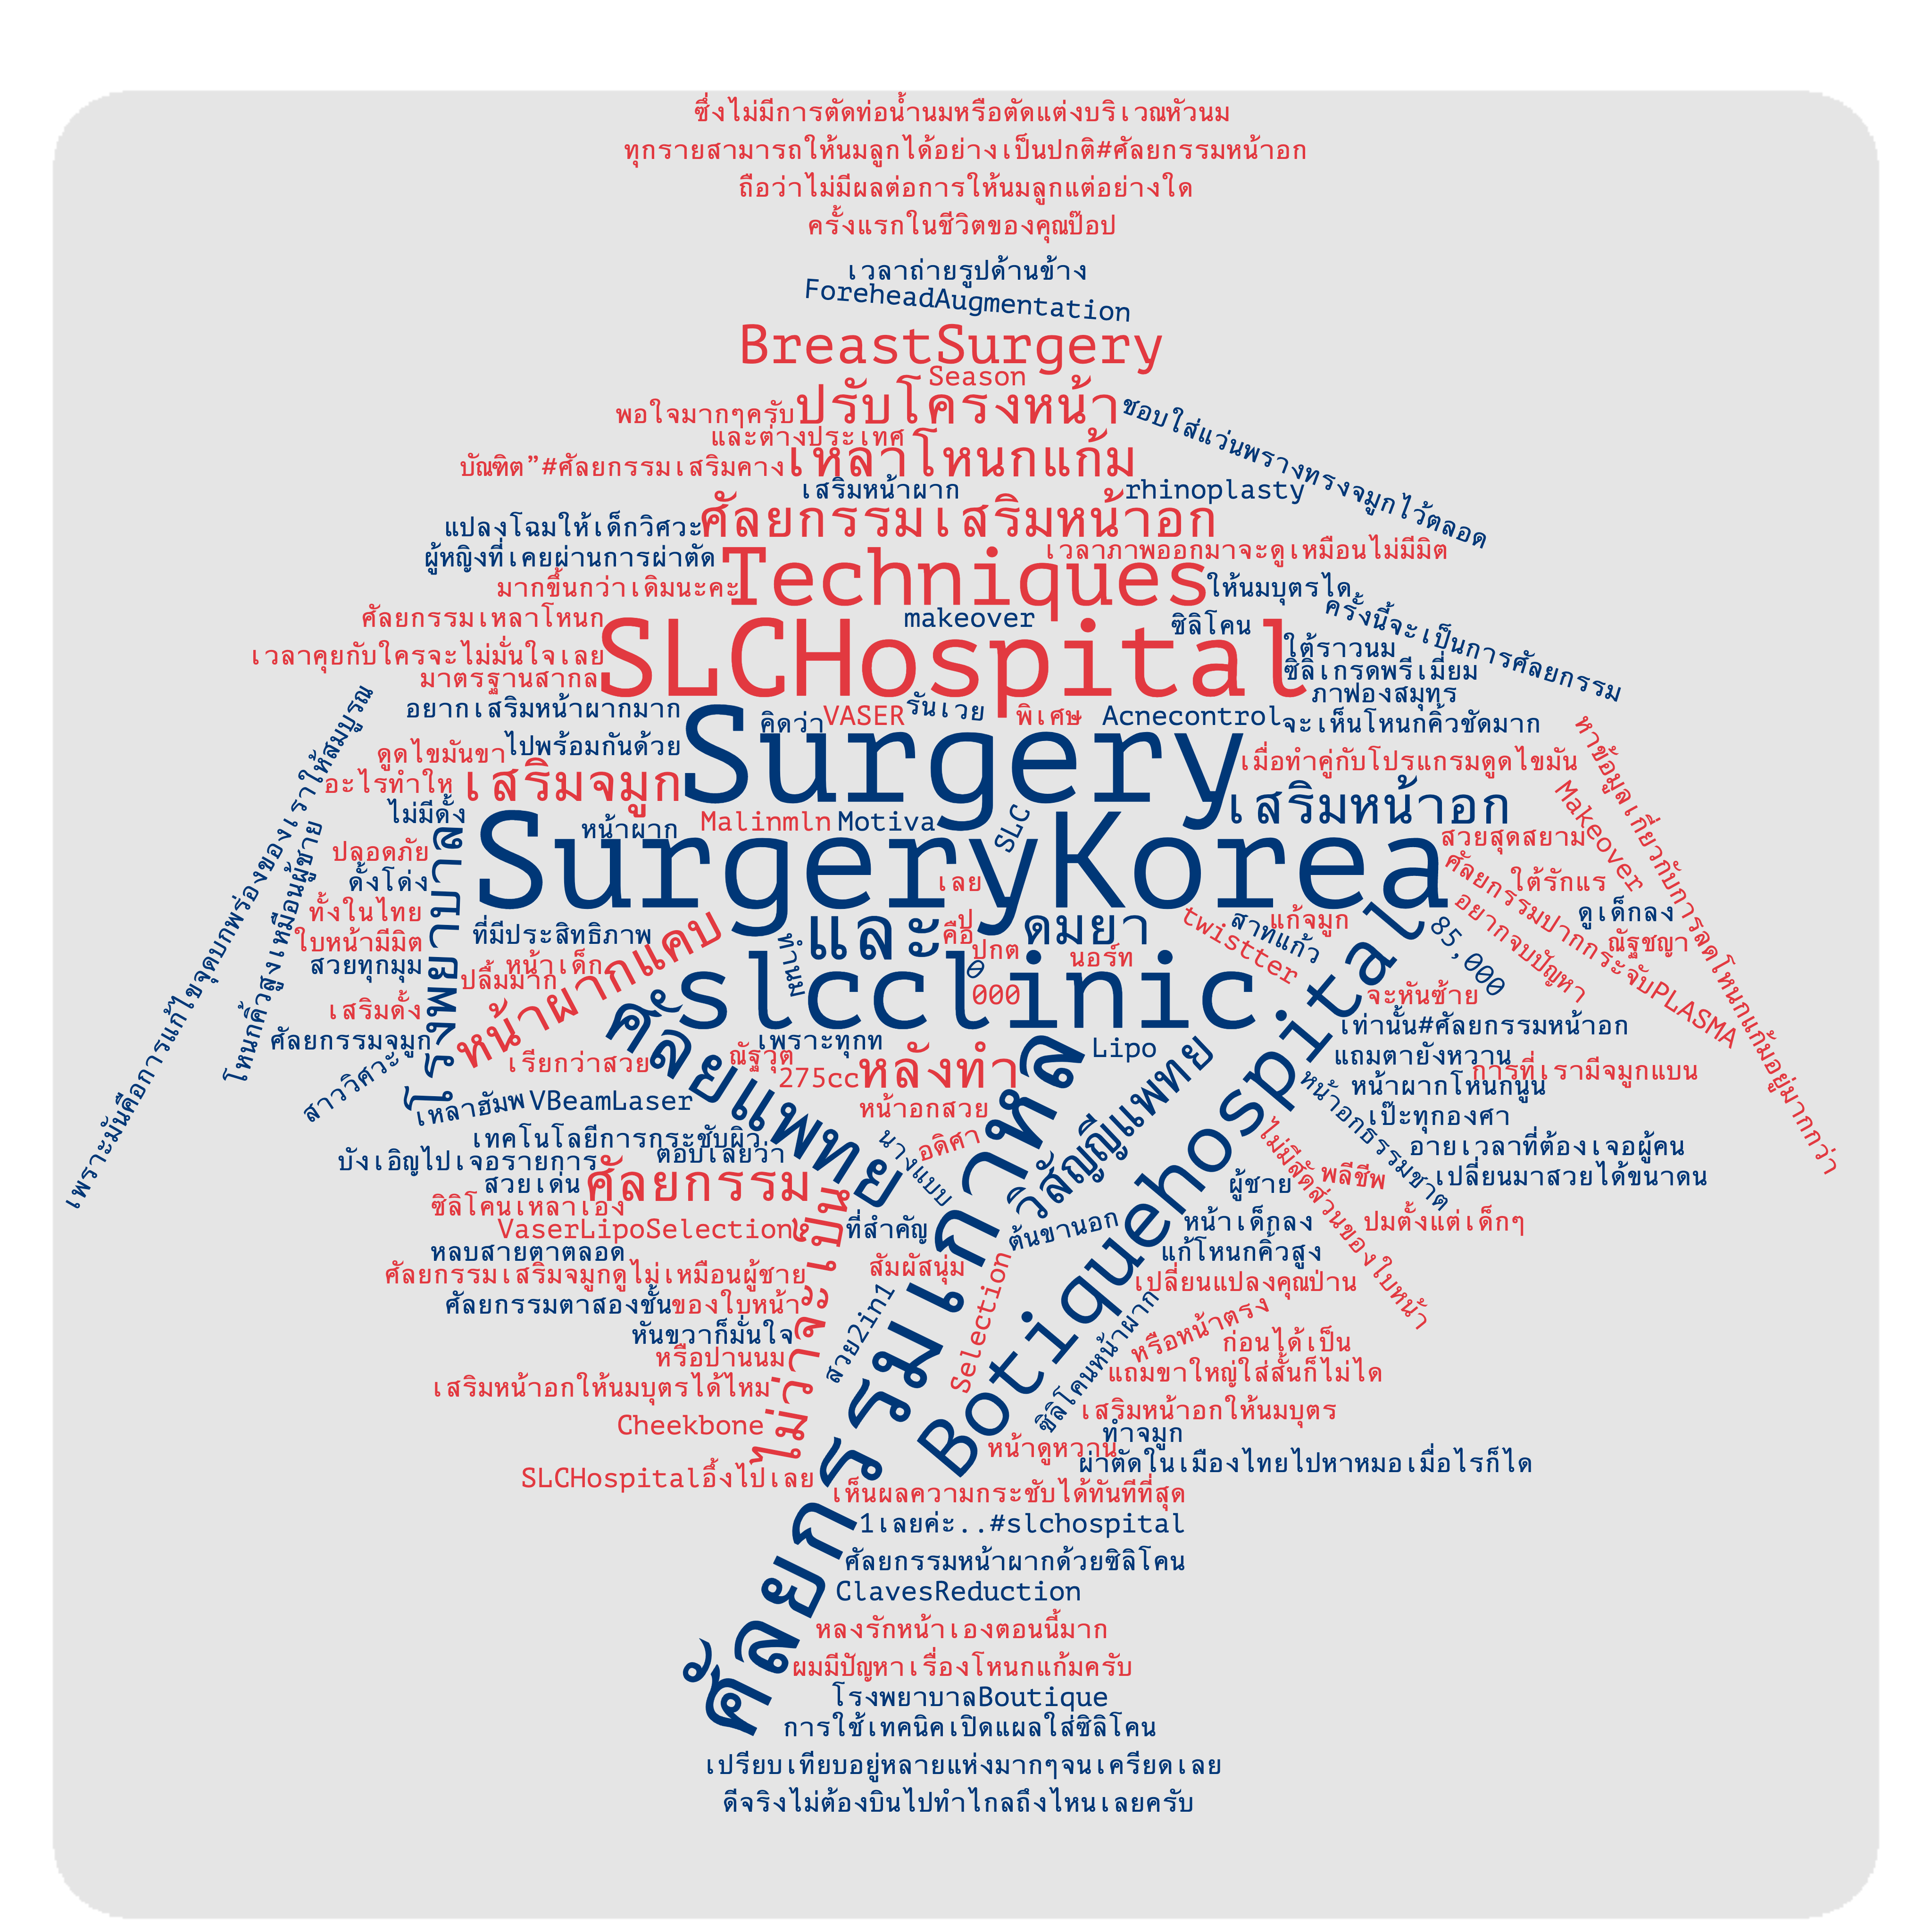 ซึ่งไม่มีการตัดท่อน้ำนมหรือตัดแต่งบริเวณหัวนม
ทุกรายสามารถให้นมลูกได้อย่างเป็นปกติ#ศัลยกรรมหน้าอก
ถือว่าไม่มีผลต่อการให้นมลูกแต่อย่างใด
ครั้งแรกในชีวิตของคุณป๊อป
เวลาถ่ายรูปด้านข้าง
ForeheadAugmentation
BreastSurgery
Season
พอใจมากๆครับ
ปรับโครงหน้า
ชอบใส่แว่นพรางทรงจมูกไว้ตลอด
และต่างประเทศ
บัณฑิต”#ศัลยกรรมเสริมคาง
เหลาโหนกแก้ม
เสริมหน้าผาก
rhinoplasty
แปลงโฉมให้เด็กวิศวะ
ศัลยกรรมเสริมหน้าอก
ผู้หญิงที่เคยผ่านการผ่าตัด
เวลาภาพออกมาจะดูเหมือนไม่มีมิต
มากขึ้นกว่าเดิมนะคะ
Techniques
ให้นมบุตรได
ครั้งนี้จะเป็นการศัลยกรรม
ศัลยกรรมเหลาโหนก
makeover
ซิลิโคน
เวลาคุยกับใครจะไม่มั่นใจเลย
SLCHospital
ใต้ราวนม
มาตรฐานสากล
ซิลิเกรดพรีเมี่ยม
ภาฟองสมุทร
อยากเสริมหน้าผากมาก
คิดว่า
VASER
รันเวย
พิเศษ
Acnecontrol
จะเห็นโหนกคิ้วชัดมาก
ดูดไขมันขา
ไปพร้อมกันด้วย
Surgery
เมื่อทำคู่กับโปรแกรมดูดไขมัน
หาข้อมูลเกี่ยวกับการลดโหนกแก้มอยู่มากกว่า
เพราะมันคือการแก้ไขจุดบกพร่องของเราให้สมบูรณ
อะไรทำให
เสริมจมูก
เสริมหน้าอก
Makeover
ไม่มีดั้ง
หน้าผาก
Malinmln
Motiva
SLC
สวยสุดสยาม
โหนกคิ้วสูงเหมือนผู้ชาย
ปลอดภัย
โรงพยาบาล
SurgeryKorea
ศัลยกรรมปากกระจับPLASMA
ดั้งโด่ง
เลย
ใต้รักแร
ทั้งในไทย
อยากจบปัญหา
ดูเด็กลง
ใบหน้ามีมิต
ที่มีประสิทธิภาพ
หน้าผากแคบ
ทำนม
และ
คือ
ป
ดมยา
twistter
สาทแก้ว
แก้จมูก
85,000
ณัฐชญา
สวยทุกมุม
หน้าเด็ก
ปลื้มมาก
ปกต
นอร์ท
0
000
slcclinic
จะหันซ้าย
เสริมดั้ง
ศัลยกรรมจมูก
เท่านั้น#ศัลยกรรมหน้าอก
สาววิศวะ
เรียกว่าสวย
ศัลยแพทย
คะ
ณัฐวุต
เพราะทุกท
275cc
หลังทำ
Lipo
แถมตายังหวาน
การที่เรามีจมูกแบน
หน้าผากโหนกนูน
เหลาฮัมพ
VBeamLaser
หน้าอกสวย
วิสัญญีแพทย
Botiquehospital
หน้าอกธรรมชาต
เป๊ะทุกองศา
เทคโนโลยีการกระชับผิว
ตอบเลยว่า
นางแบบ
อดิศา
ไม่มีสัดส่วนของใบหน้า
อายเวลาที่ต้องเจอผู้คน
บังเอิญไปเจอรายการ
สวยเด่น
ศัลยกรรม
ผู้ชาย
พลีชีพ
เปลี่ยนมาสวยได้ขนาดน
ซิลิโคนเหลาเอง
VaserLipoSelection
ไม่ว่าจะเป็น
ที่สำคัญ
ต้นขานอก
หน้าเด็กลง
ปมตั้งแต่เด็กๆ
หลบสายตาตลอด
แก้โหนกคิ้วสูง
ศัลยกรรมเสริมจมูกดูไม่เหมือนผู้ชาย
สัมผัสนุ่ม
Selection
เปลี่ยนแปลงคุณป่าน
ศัลยกรรมตาสองชั้น
ของใบหน้า
สวย2in1
ศัลยกรรมเกาหล
ซิลิโคนหน้าผาก
หรือหน้าตรง
หันขวาก็มั่นใจ
หรือปานนม
ก่อนได้เป็น
แถมขาใหญ่ใส่สั้นก็ไม่ได
เสริมหน้าอกให้นมบุตรได้ไหม
เสริมหน้าอกให้นมบุตร
Cheekbone
ทำจมูก
หน้าดูหวาน
ผ่าตัดในเมืองไทยไปหาหมอเมื่อไรก็ได
SLCHospitalอึ้งไปเลย
เห็นผลความกระชับได้ทันทีที่สุด
1เลยค่ะ..#slchospital
ศัลยกรรมหน้าผากด้วยซิลิโคน
ClavesReduction
หลงรักหน้าเองตอนนี้มาก
ผมมีปัญหาเรื่องโหนกแก้มครับ
โรงพยาบาลBoutique
การใช้เทคนิคเปิดแผลใส่ซิลิโคน
เปรียบเทียบอยู่หลายแห่งมากๆจนเครียดเลย
ดีจริงไม่ต้องบินไปทำไกลถึงไหนเลยครับ